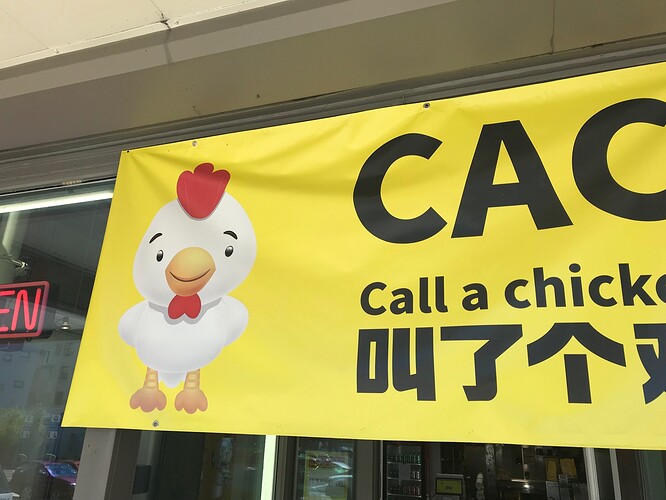 CAC
Call a chicke
叫了个
EN